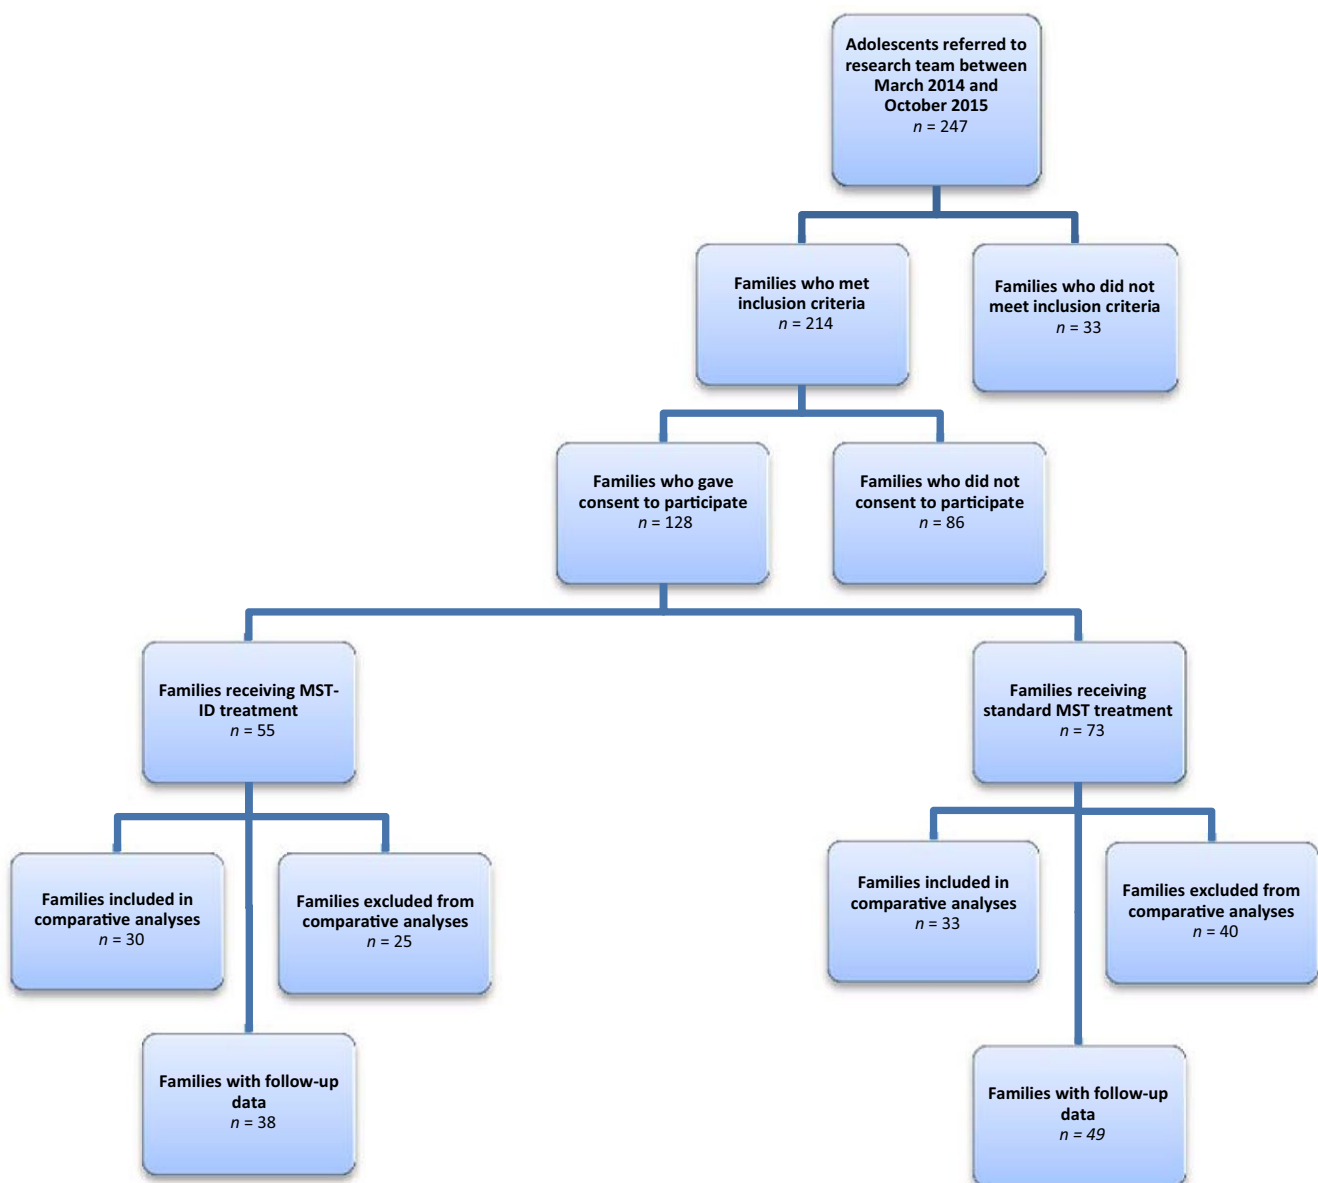 Adolescents referred to
research team between
March 2014 and
October 2015
n = 247
Families who met
inclusion criteria
n = 214
Families who did not
meet inclusion criteria
n = 33
Families who gave
consent to participate
n = 128
Families who did not
consent to participate
n = 86
Families receiving MST-
ID treatment
n = 55
Families receiving
standard MST treatment
n = 73
Families included in
comparative analyses
n = 30
Families excluded from
comparative analyses
n = 25
Families included in
comparative analyses
n = 33
Families excluded from
comparative analyses
n = 40
Families with follow-up
data
n = 38
Families with follow-up
data
n = 49